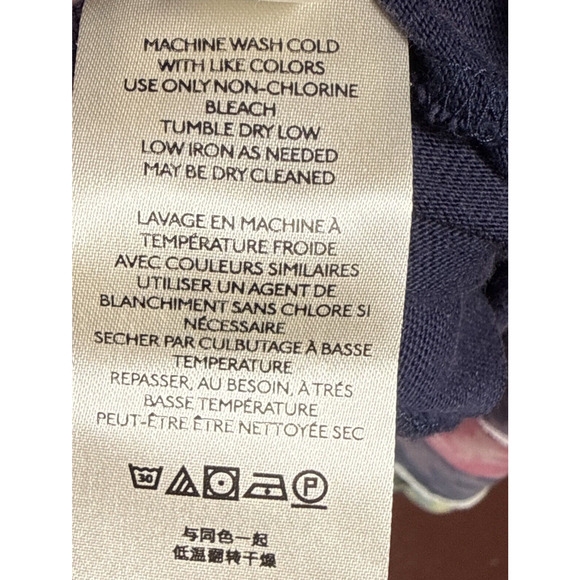 MACHINE WASH COLD
WITH LIKE COLORS
USE ONLY NON-CHLORINE
BLEACH
TUMBLE DRY LOW
LOW IRON AS NEEDED
MAY BE DRY CLEANED
LAVAGE EN MACHINE À
TEMPÉRATURE FROIDE
AVEC COULEURS SIMILAIRES
UTILISER UN AGENT DE
BLANCHIMENT SANS CHLORE SI
NÉCESSAIRE
SECHER PAR CULBUTAGE À BASSE
TEMPERATURE
REPASSER, AU BESOIN, À TRÉS
BASSE TEMPÉRATURE
PEUT-ÊTRE ÊTRE NETTOYÉE SEC
30 P
与同色一起
低温翻转干燥